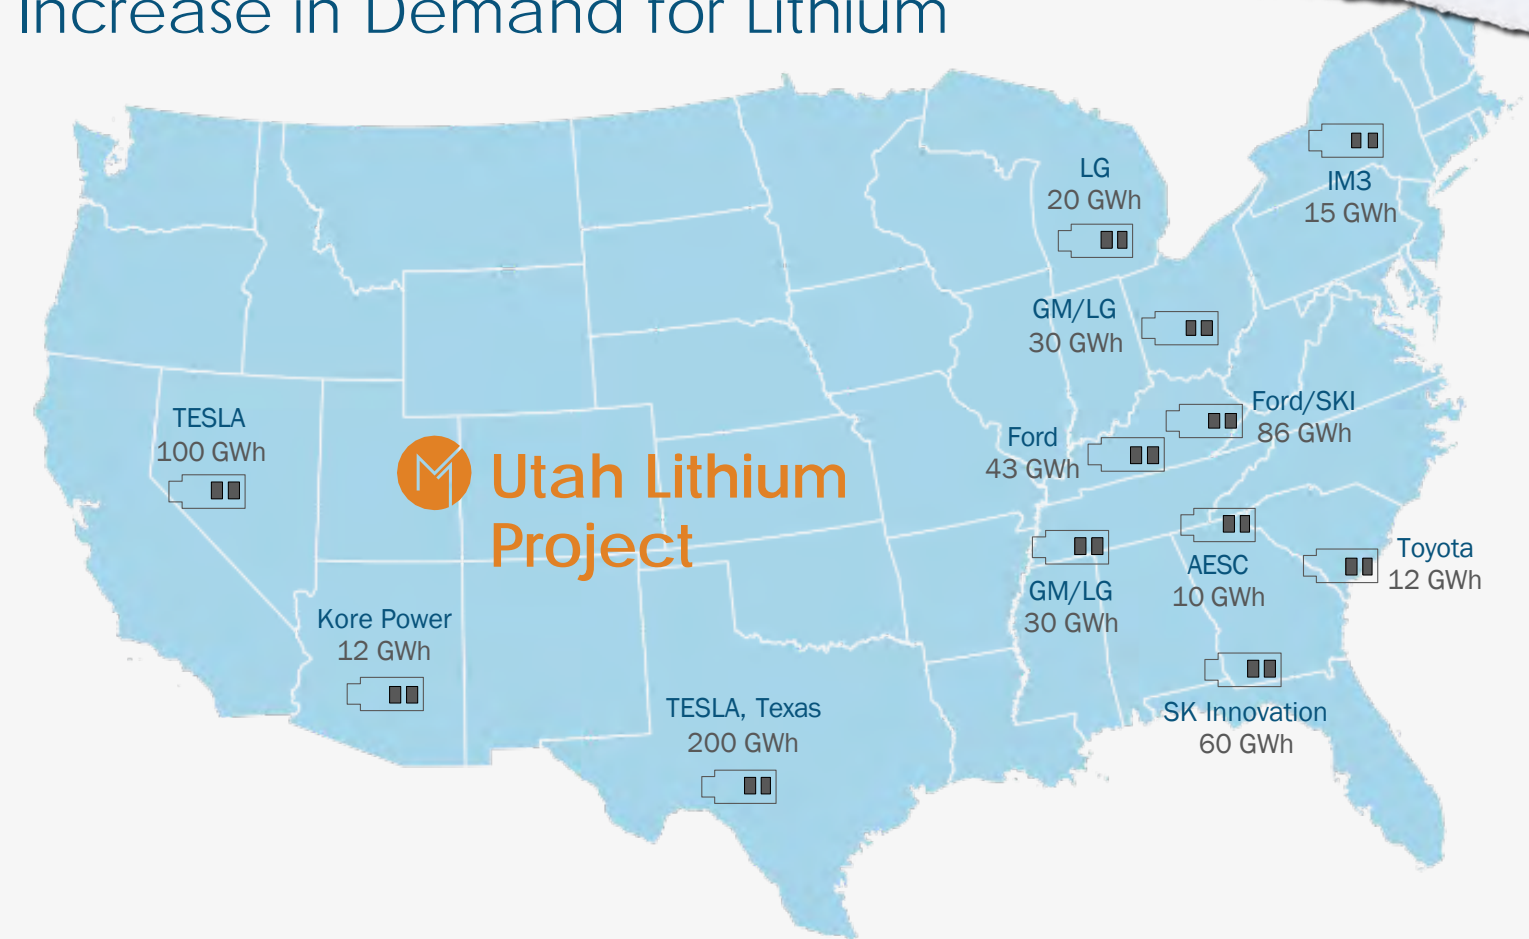 Increase in Demand for Lithium
LG
20 GWh
IM3
15 GWh
GM/LG
30 GWh
TESLA
100 GWh
Ford/SKI
86 GWh
Ford
43 GWh
Utah Lithium
Project
AESC
10 GWh
Toyota
12 GWh
GM/LG
30 GWh
Kore Power
12 GWh
TESLA, Texas
200 GWh
SK Innovation
60 GWh